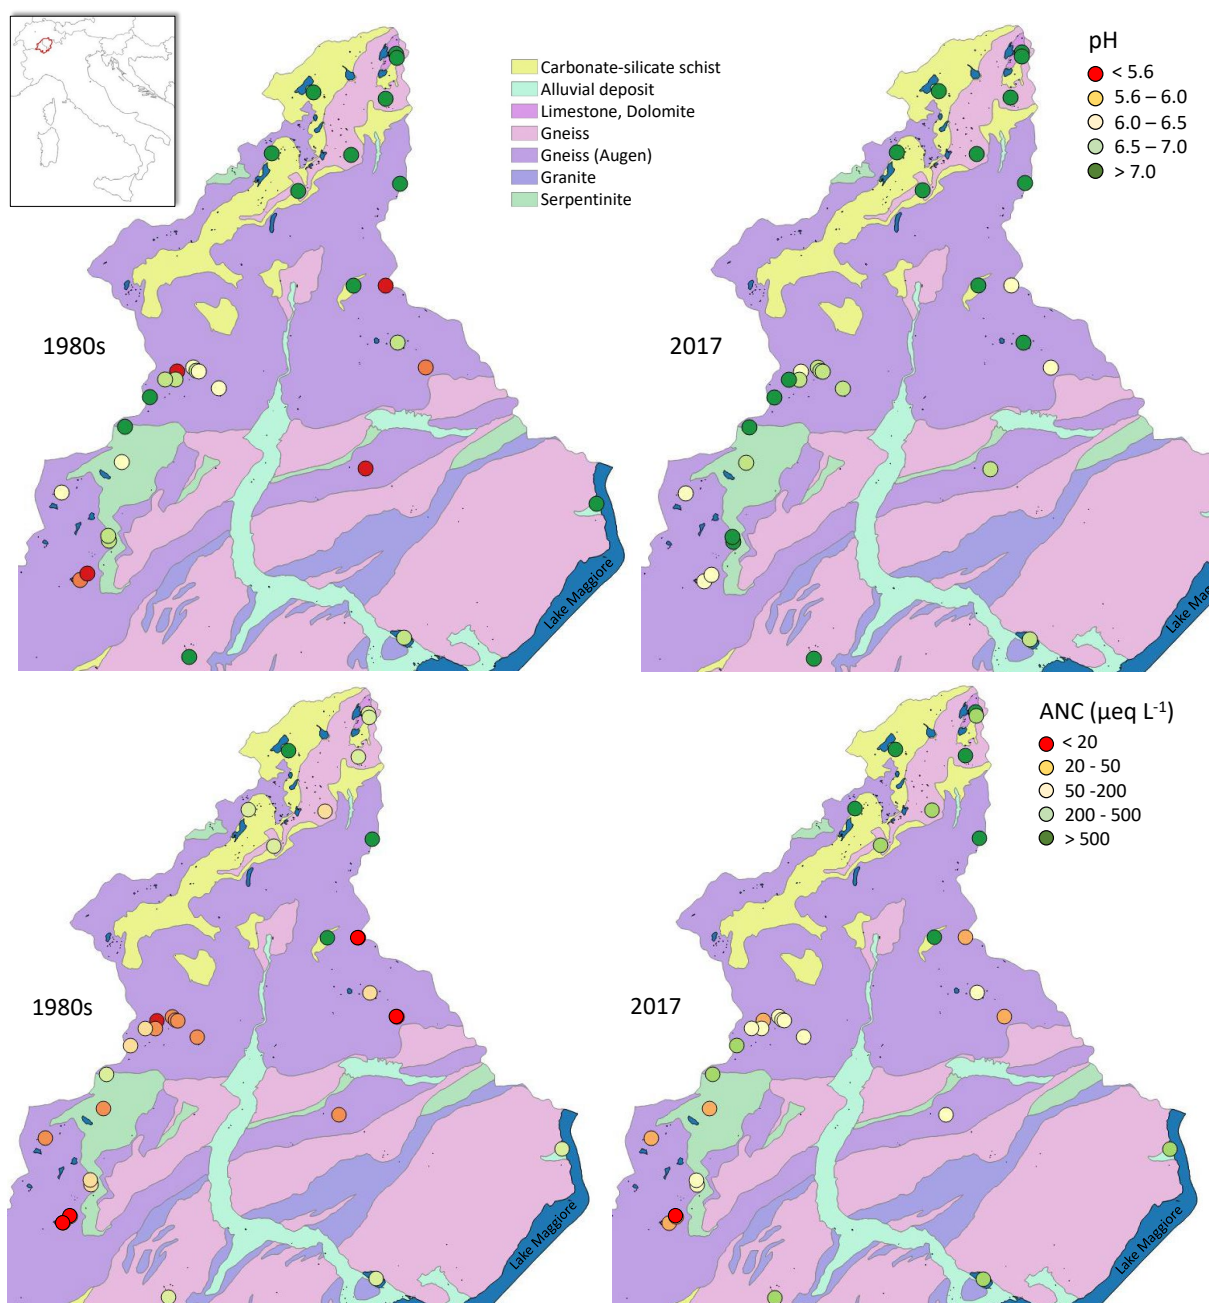 Carbonate-silicate schist
Alluvial deposit
Limestone, Dolomite
Gneiss
Gneiss (Augen)
Granite
Serpentinite
pH
< 5.6
5.6 – 6.0
6.0 – 6.5
6.5 – 7.0
> 7.0
1980s
2017
Lake Maggiore
Lake Magg
ANC (µeq L-1)
< 20
20 - 50
50 -200
200 - 500
> 500
1980s
2017
Lake Maggiore
Lake Maggiore